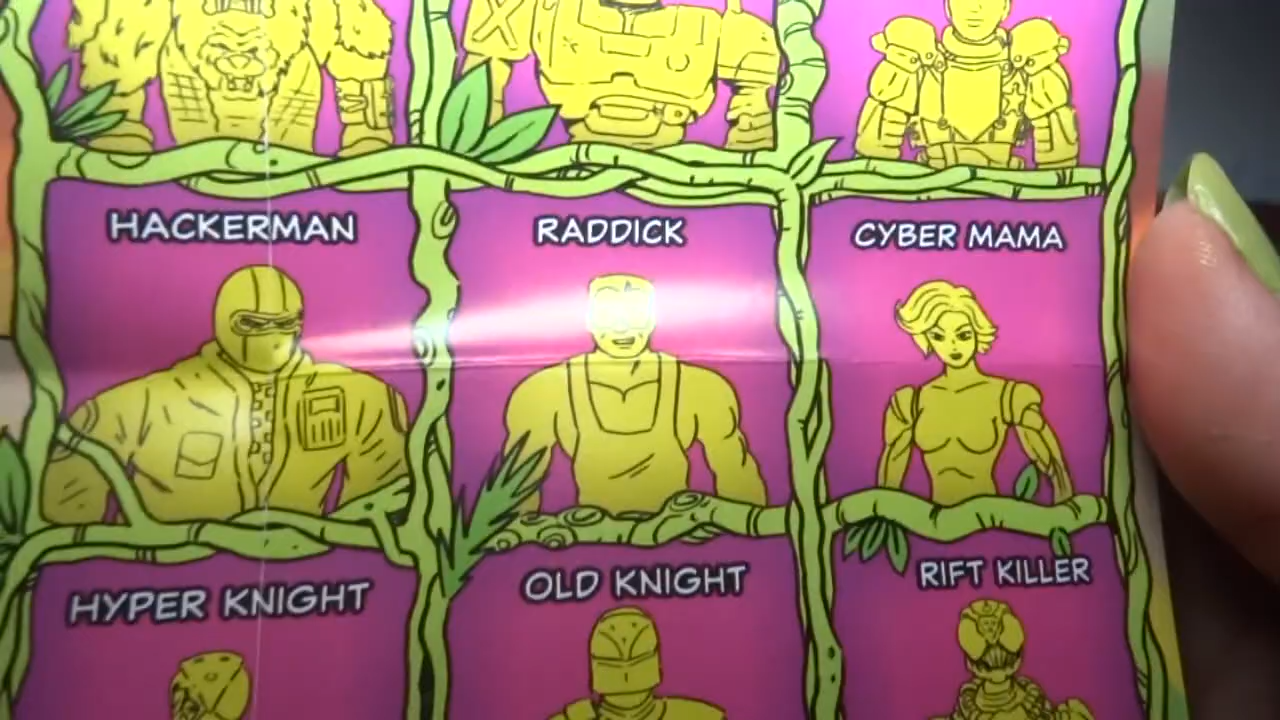 HACKERMAN
RADDICK
CYBER MAMA
HYPER KNIGHT
OLD KNIGHT
RIFT KILLER